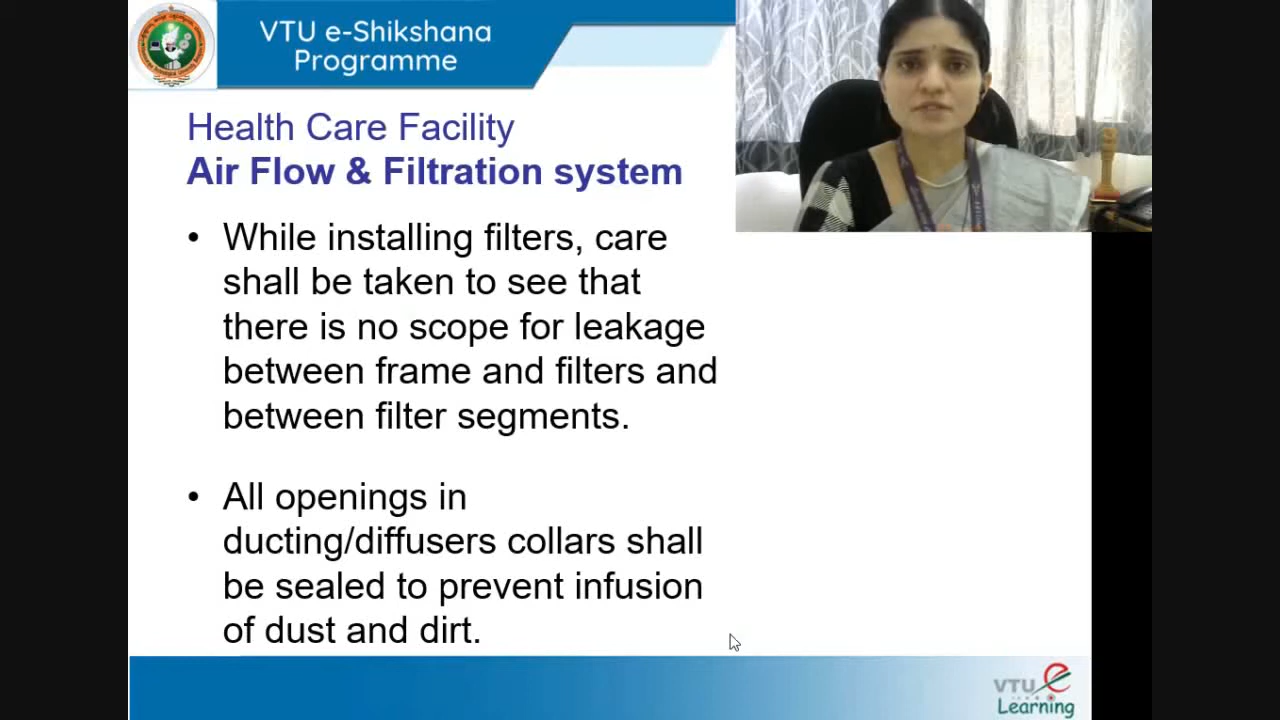 VTU e-Shikshana
Programme
Health Care Facility
Air Flow & Filtration system
• While installing filters, care
shall be taken to see that
there is no scope for leakage
between frame and filters and
between filter segments.
• All openings in
ducting/diffusers collars shall
be sealed to prevent infusion
of dust and dirt.
VTU e
Learning